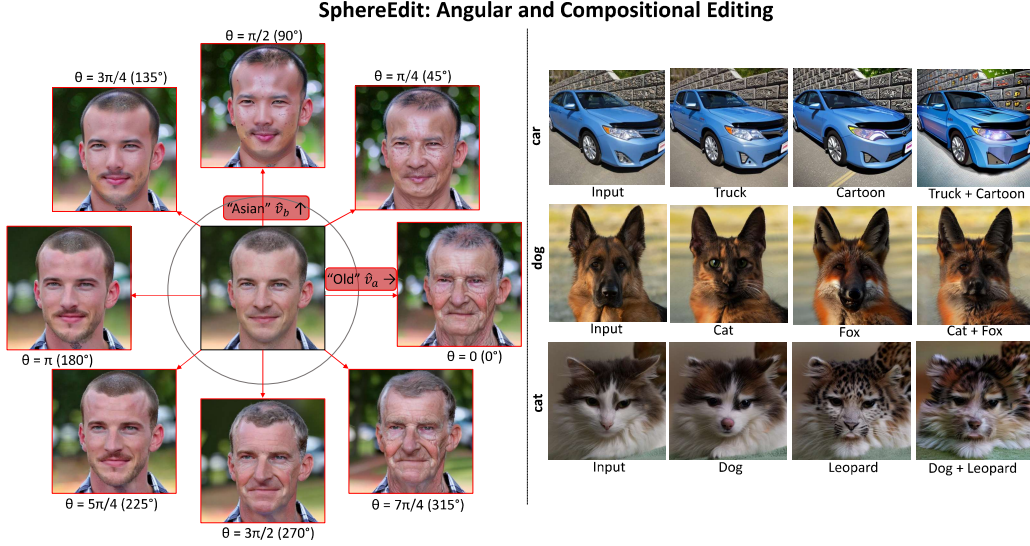 SphereEdit: Angular and Compositional Editing
θ = π/2 (90°)
θ = 3π/4 (135°)
θ = π/4 (45°)
"Asian" v̂_b ↑
"Old" v̂_a →
θ = π (180°)
θ = 0 (0°)
θ = 5π/4 (225°)
θ = 7π/4 (315°)
θ = 3π/2 (270°)
car
Input
Truck
Cartoon
Truck + Cartoon
dog
Input
Cat
Fox
Cat + Fox
cat
Input
Dog
Leopard
Dog + Leopard